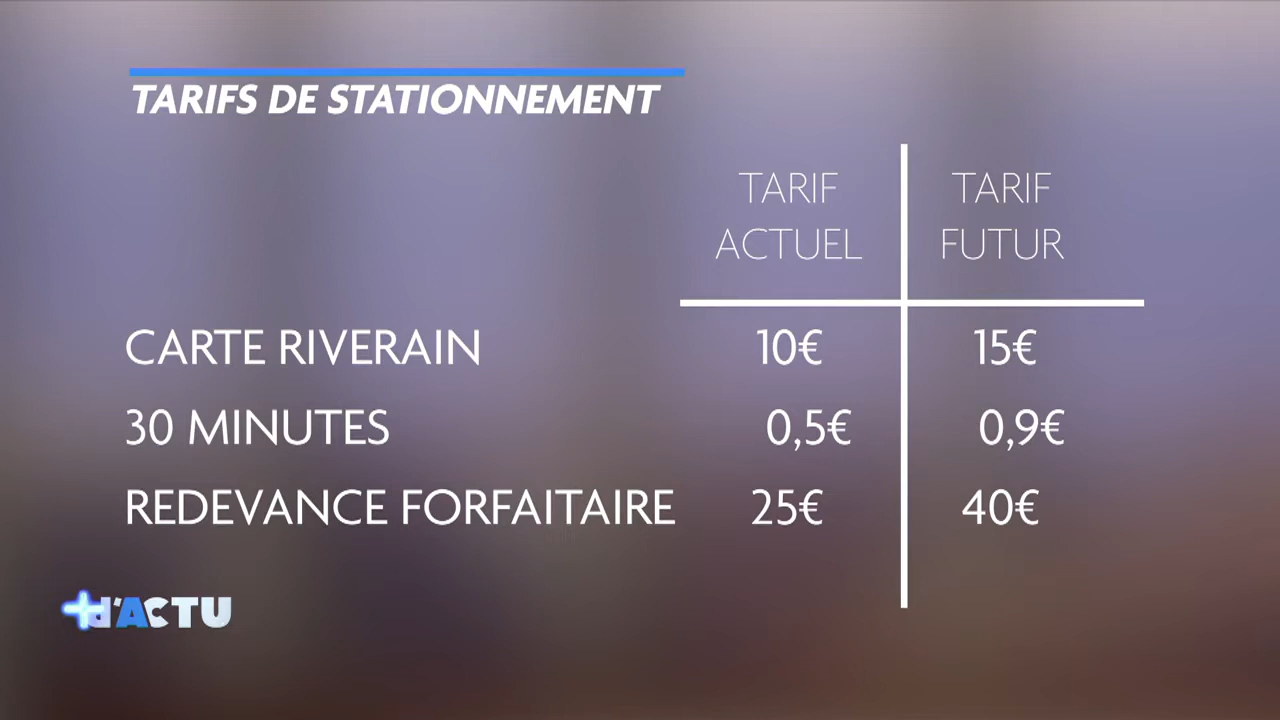 TARIFS DE STATIONNEMENT
TARIF ACTUEL
TARIF FUTUR
CARTE RIVERAIN 10€ 15€
30 MINUTES 0,5€ 0,9€
REDEVANCE FORFAITAIRE 25€ 40€
+d'ACTU